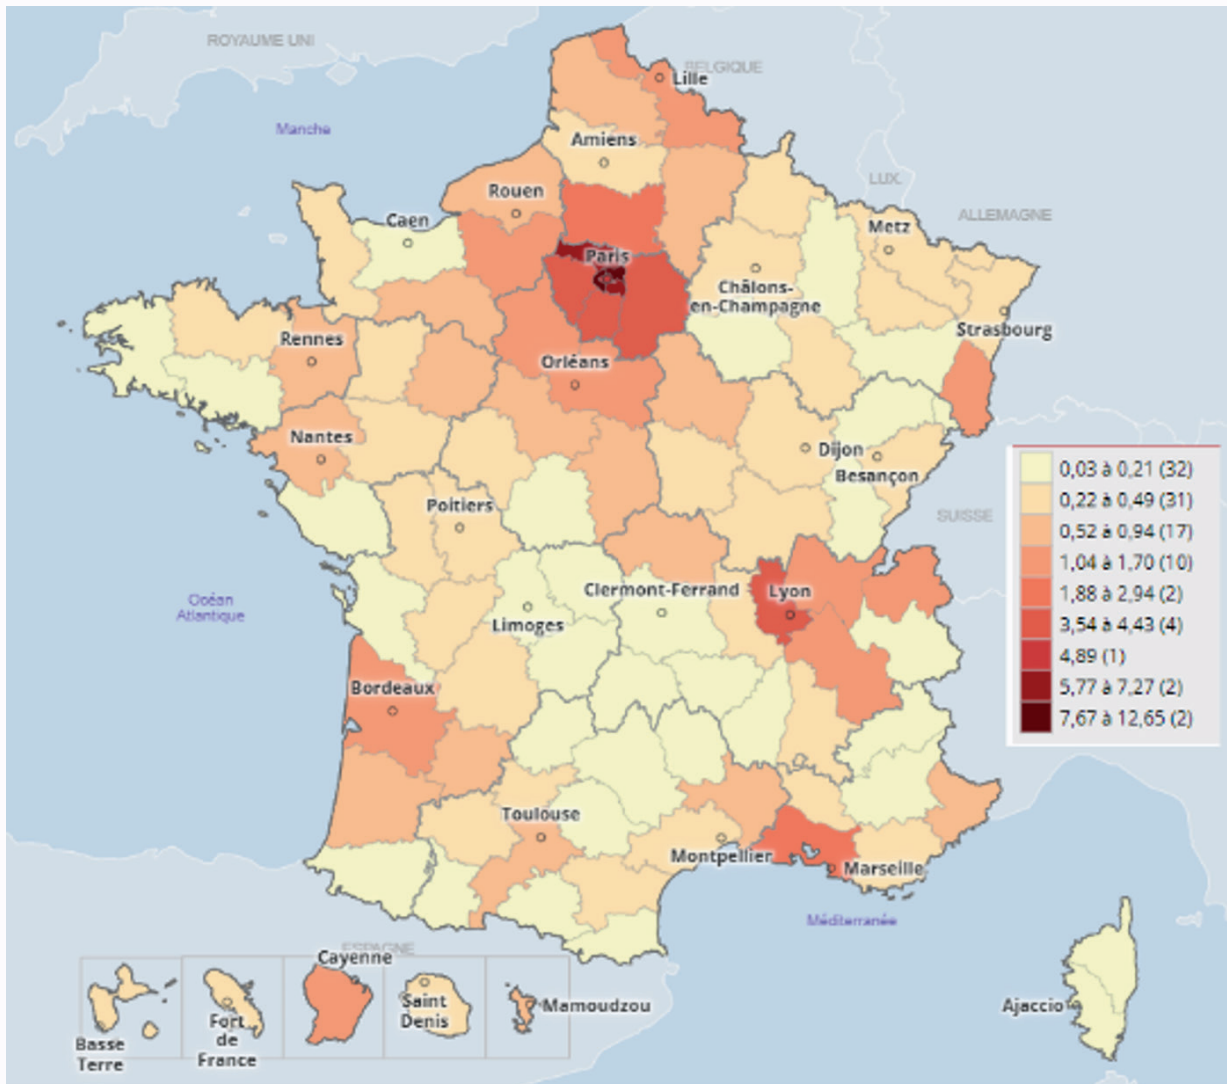 ROYAUME UNI
BELGIQUE
Lille
Manche
Amiens
LUX.
Rouen
ALLEMAGNE
Caen
Metz
Paris
Châlons-
en-Champagne
Strasbourg
Rennes
Orléans
Nantes
Dijon
Besançon
0,03 à 0,21 (32)
0,22 à 0,49 (31)
0,52 à 0,94 (17)
1,04 à 1,70 (10)
1,88 à 2,94 (2)
3,54 à 4,43 (4)
4,89 (1)
5,77 à 7,27 (2)
7,67 à 12,65 (2)
Poitiers
SUISSE
Océan
Atlantique
Clermont-Ferrand
Lyon
Limoges
Bordeaux
Toulouse
Montpellier
Marseille
Méditerranée
ESPAGNE
Cayenne
Saint
Denis
Mamoudzou
Ajaccio
Fort
de
France
Basse
Terre